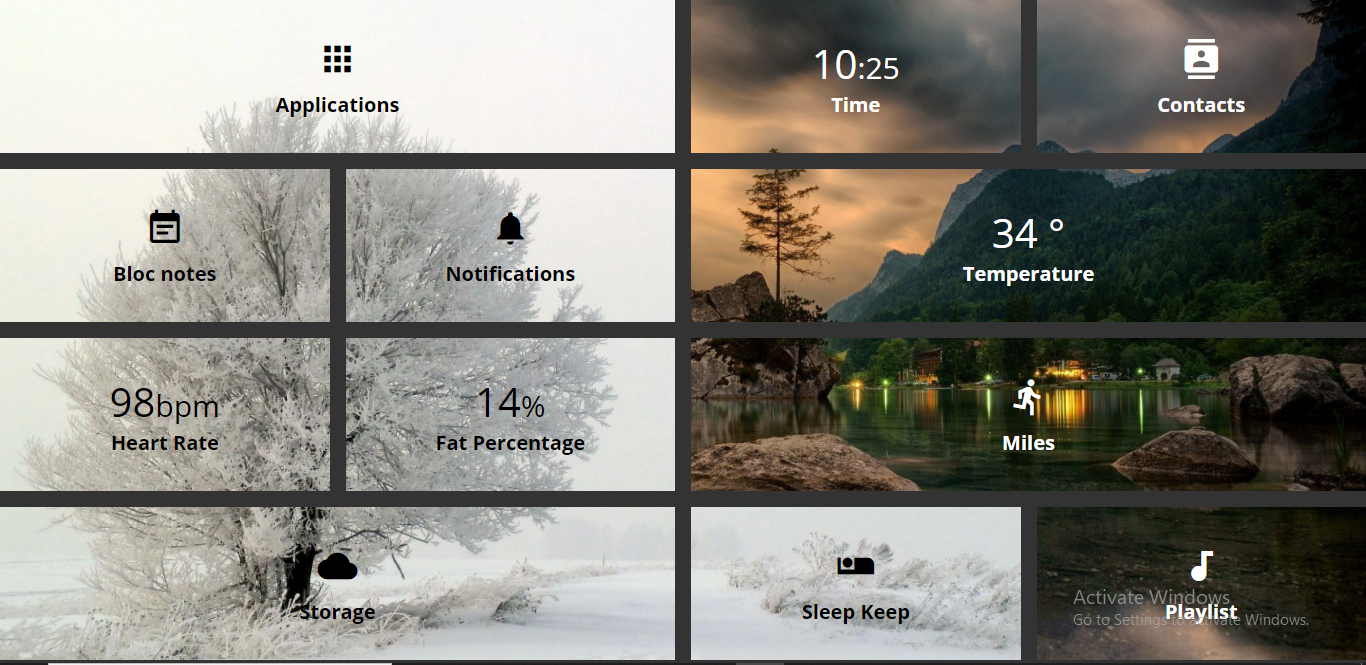 Applications
10:25
Time
Contacts
Bloc notes
Notifications
34 °
Temperature
98bpm
Heart Rate
14%
Fat Percentage
Miles
Storage
Sleep Keep
Playlist
Activate Windows
Go to Settings to activate Windows.